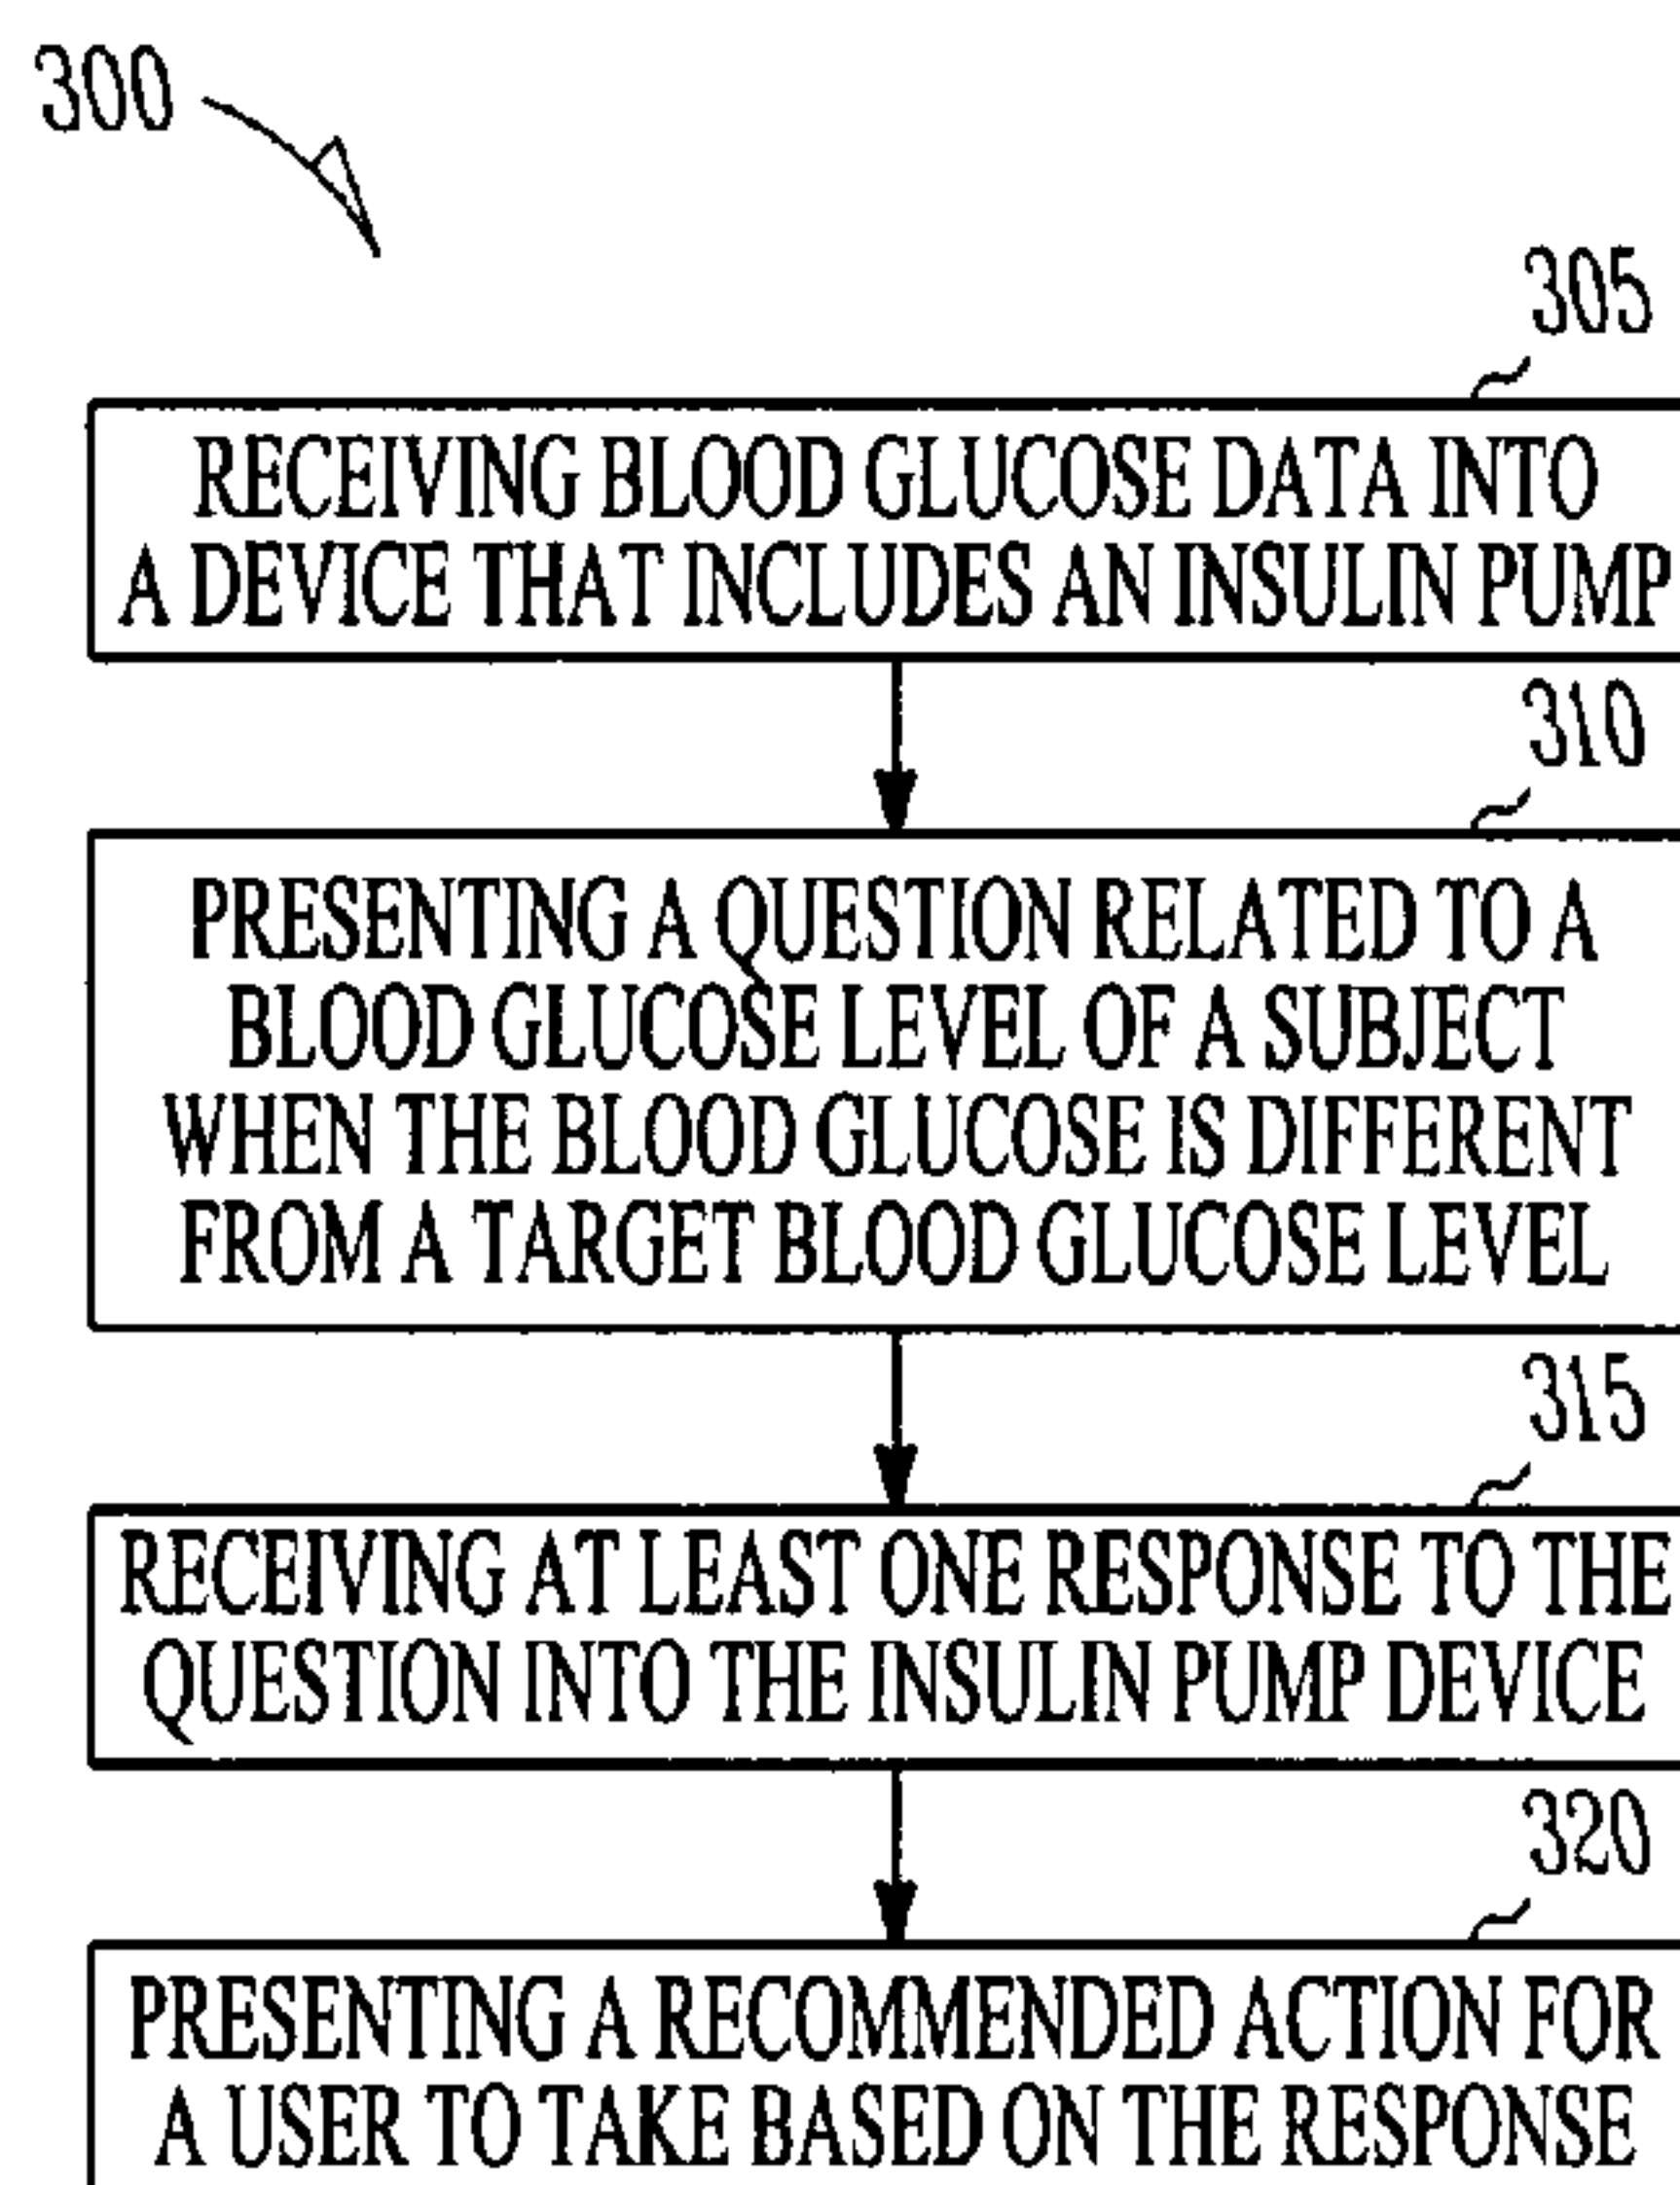 300
305
RECEIVING BLOOD GLUCOSE DATA INTO
A DEVICE THAT INCLUDES AN INSULIN PUMP
310
PRESENTING A QUESTION RELATED TO A
BLOOD GLUCOSE LEVEL OF A SUBJECT
WHEN THE BLOOD GLUCOSE IS DIFFERENT
FROM A TARGET BLOOD GLUCOSE LEVEL
315
RECEIVING AT LEAST ONE RESPONSE TO THE
QUESTION INTO THE INSULIN PUMP DEVICE
320
PRESENTING A RECOMMENDED ACTION FOR
A USER TO TAKE BASED ON THE RESPONSE